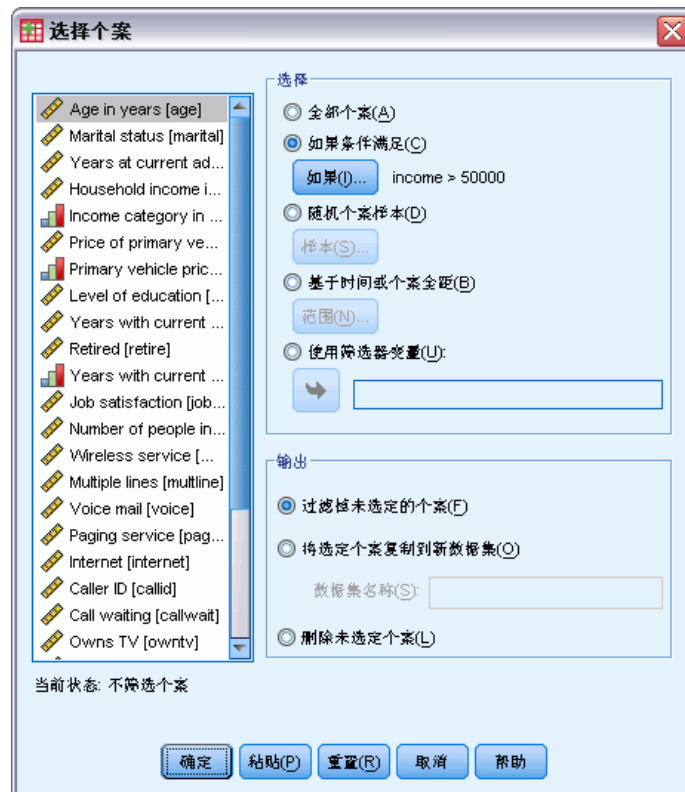 选择个案
Age in years [age]
Marital status [marital]
Years at current ad...
Household income i...
Income category in ...
Price of primary ve...
Primary vehicle pric...
Level of education [...
Years with current ...
Retired [retire]
Years with current ...
Job satisfaction [job...
Number of people in...
Wireless service [...
Multiple lines [multline]
Voice mail [voice]
Paging service [pag...
Internet [internet]
Caller ID [callid]
Call waiting [callwait]
Owns TV [owntv]
当前状态: 不筛选个案
选择
全部个案(A)
如果条件满足(C)
如果(I)... income > 50000
随机个案样本(D)
样本(S)...
基于时间或个案全距(B)
范围(N)...
使用筛选器变量(U):
输出
过滤掉未选定的个案(F)
将选定个案复制到新数据集(O)
数据集名称(S):
删除未选定个案(L)
确定 粘贴(P) 重置(R) 取消 帮助